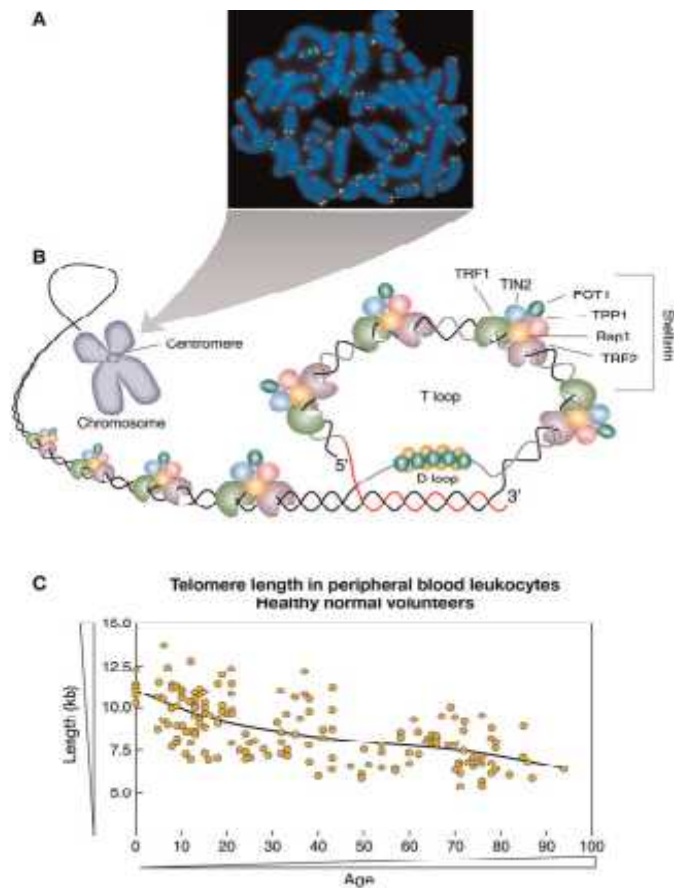 A
B
TRF1
TIN2
POT1
TPP1
Rap1
TRF2
Shelterin
Centromere
Chromosome
T loop
5'
D loop
3'
C
Telomere length in peripheral blood leukocytes
Healthy normal volunteers
Length (kb)
15.0
12.5
10.0
7.5
5.0
0 10 20 30 40 50 60 70 80 90 100
Age